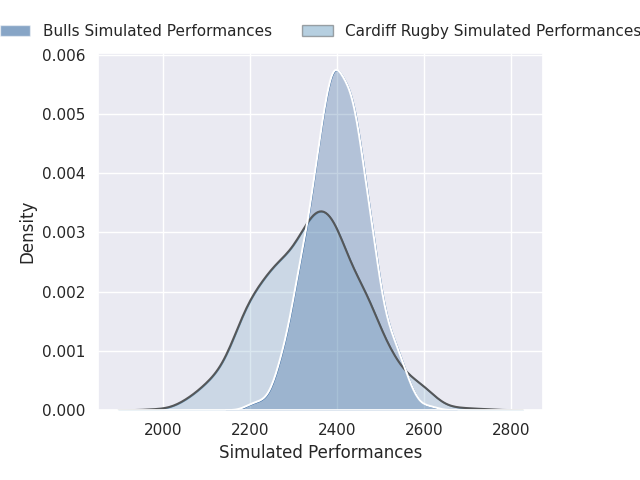 Bulls Simulated Performances Cardiff Rugby Simulated Performances
0.006
0.005
0.004
0.003
0.002
0.001
0.000
Density
2000 2200 2400 2600 2800
Simulated Performances